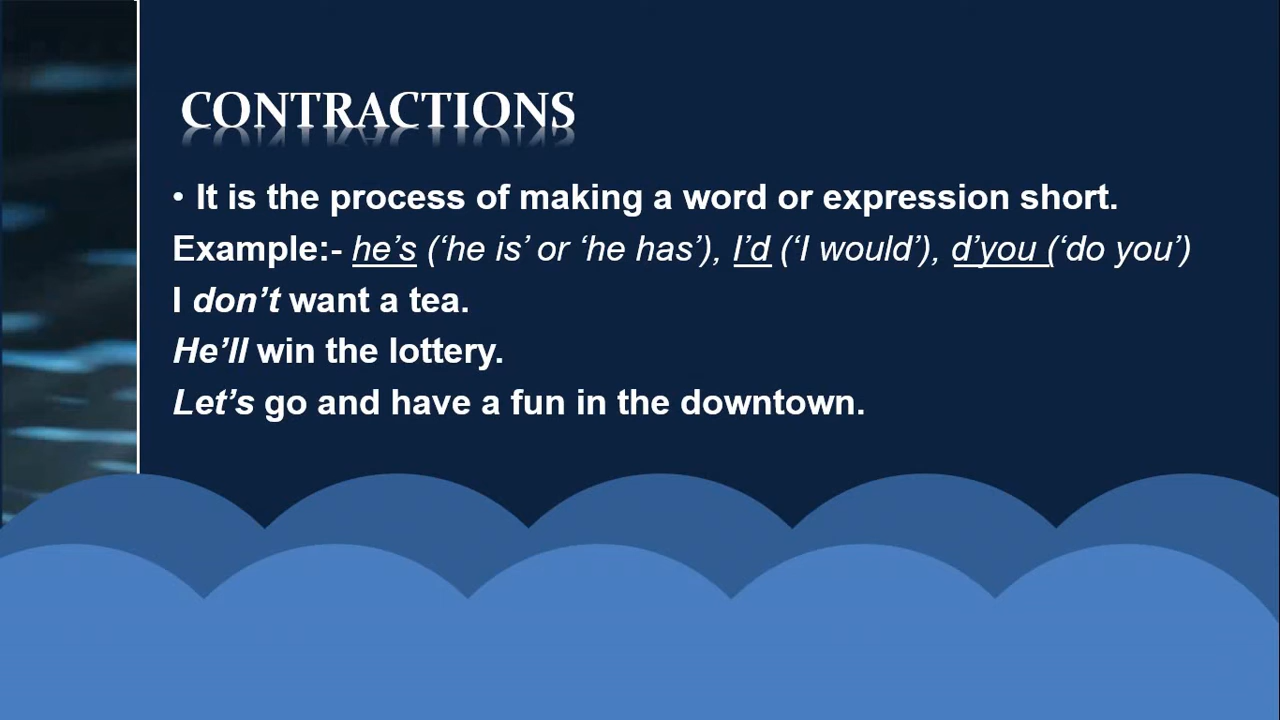 CONTRACTIONS
• It is the process of making a word or expression short.
Example:- he’s (‘he is’ or ‘he has’), I’d (‘I would’), d’you (‘do you’)
I don’t want a tea.
He’ll win the lottery.
Let’s go and have a fun in the downtown.